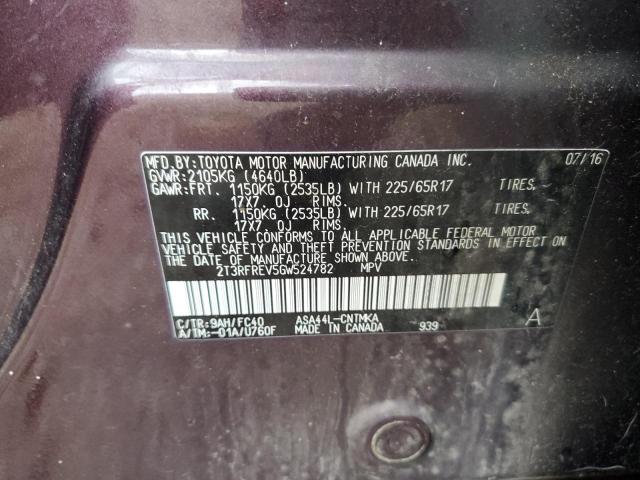 MFD.BY:TOYOTA MOTOR MANUFACTURING CANADA INC. 07/16
GVWR:2105KG (4640LB)
GAWR:FRT. 1150KG (2535LB) WITH 225/65R17 TIRES,
17X7.0J RIMS.
RR. 1150KG (2535LB) WITH 225/65R17 TIRES,
17X7.0J RIMS.
THIS VEHICLE CONFORMS TO ALL APPLICABLE FEDERAL MOTOR
VEHICLE SAFETY AND THEFT PREVENTION STANDARDS IN EFFECT ON
THE DATE OF MANUFACTURE SHOWN ABOVE.
2T3RFREV5GW524782 MPV
C/TR:9AH/FC40 ASA44L-CNTMKA
A/TM:-01A/U760F MADE IN CANADA 939 A